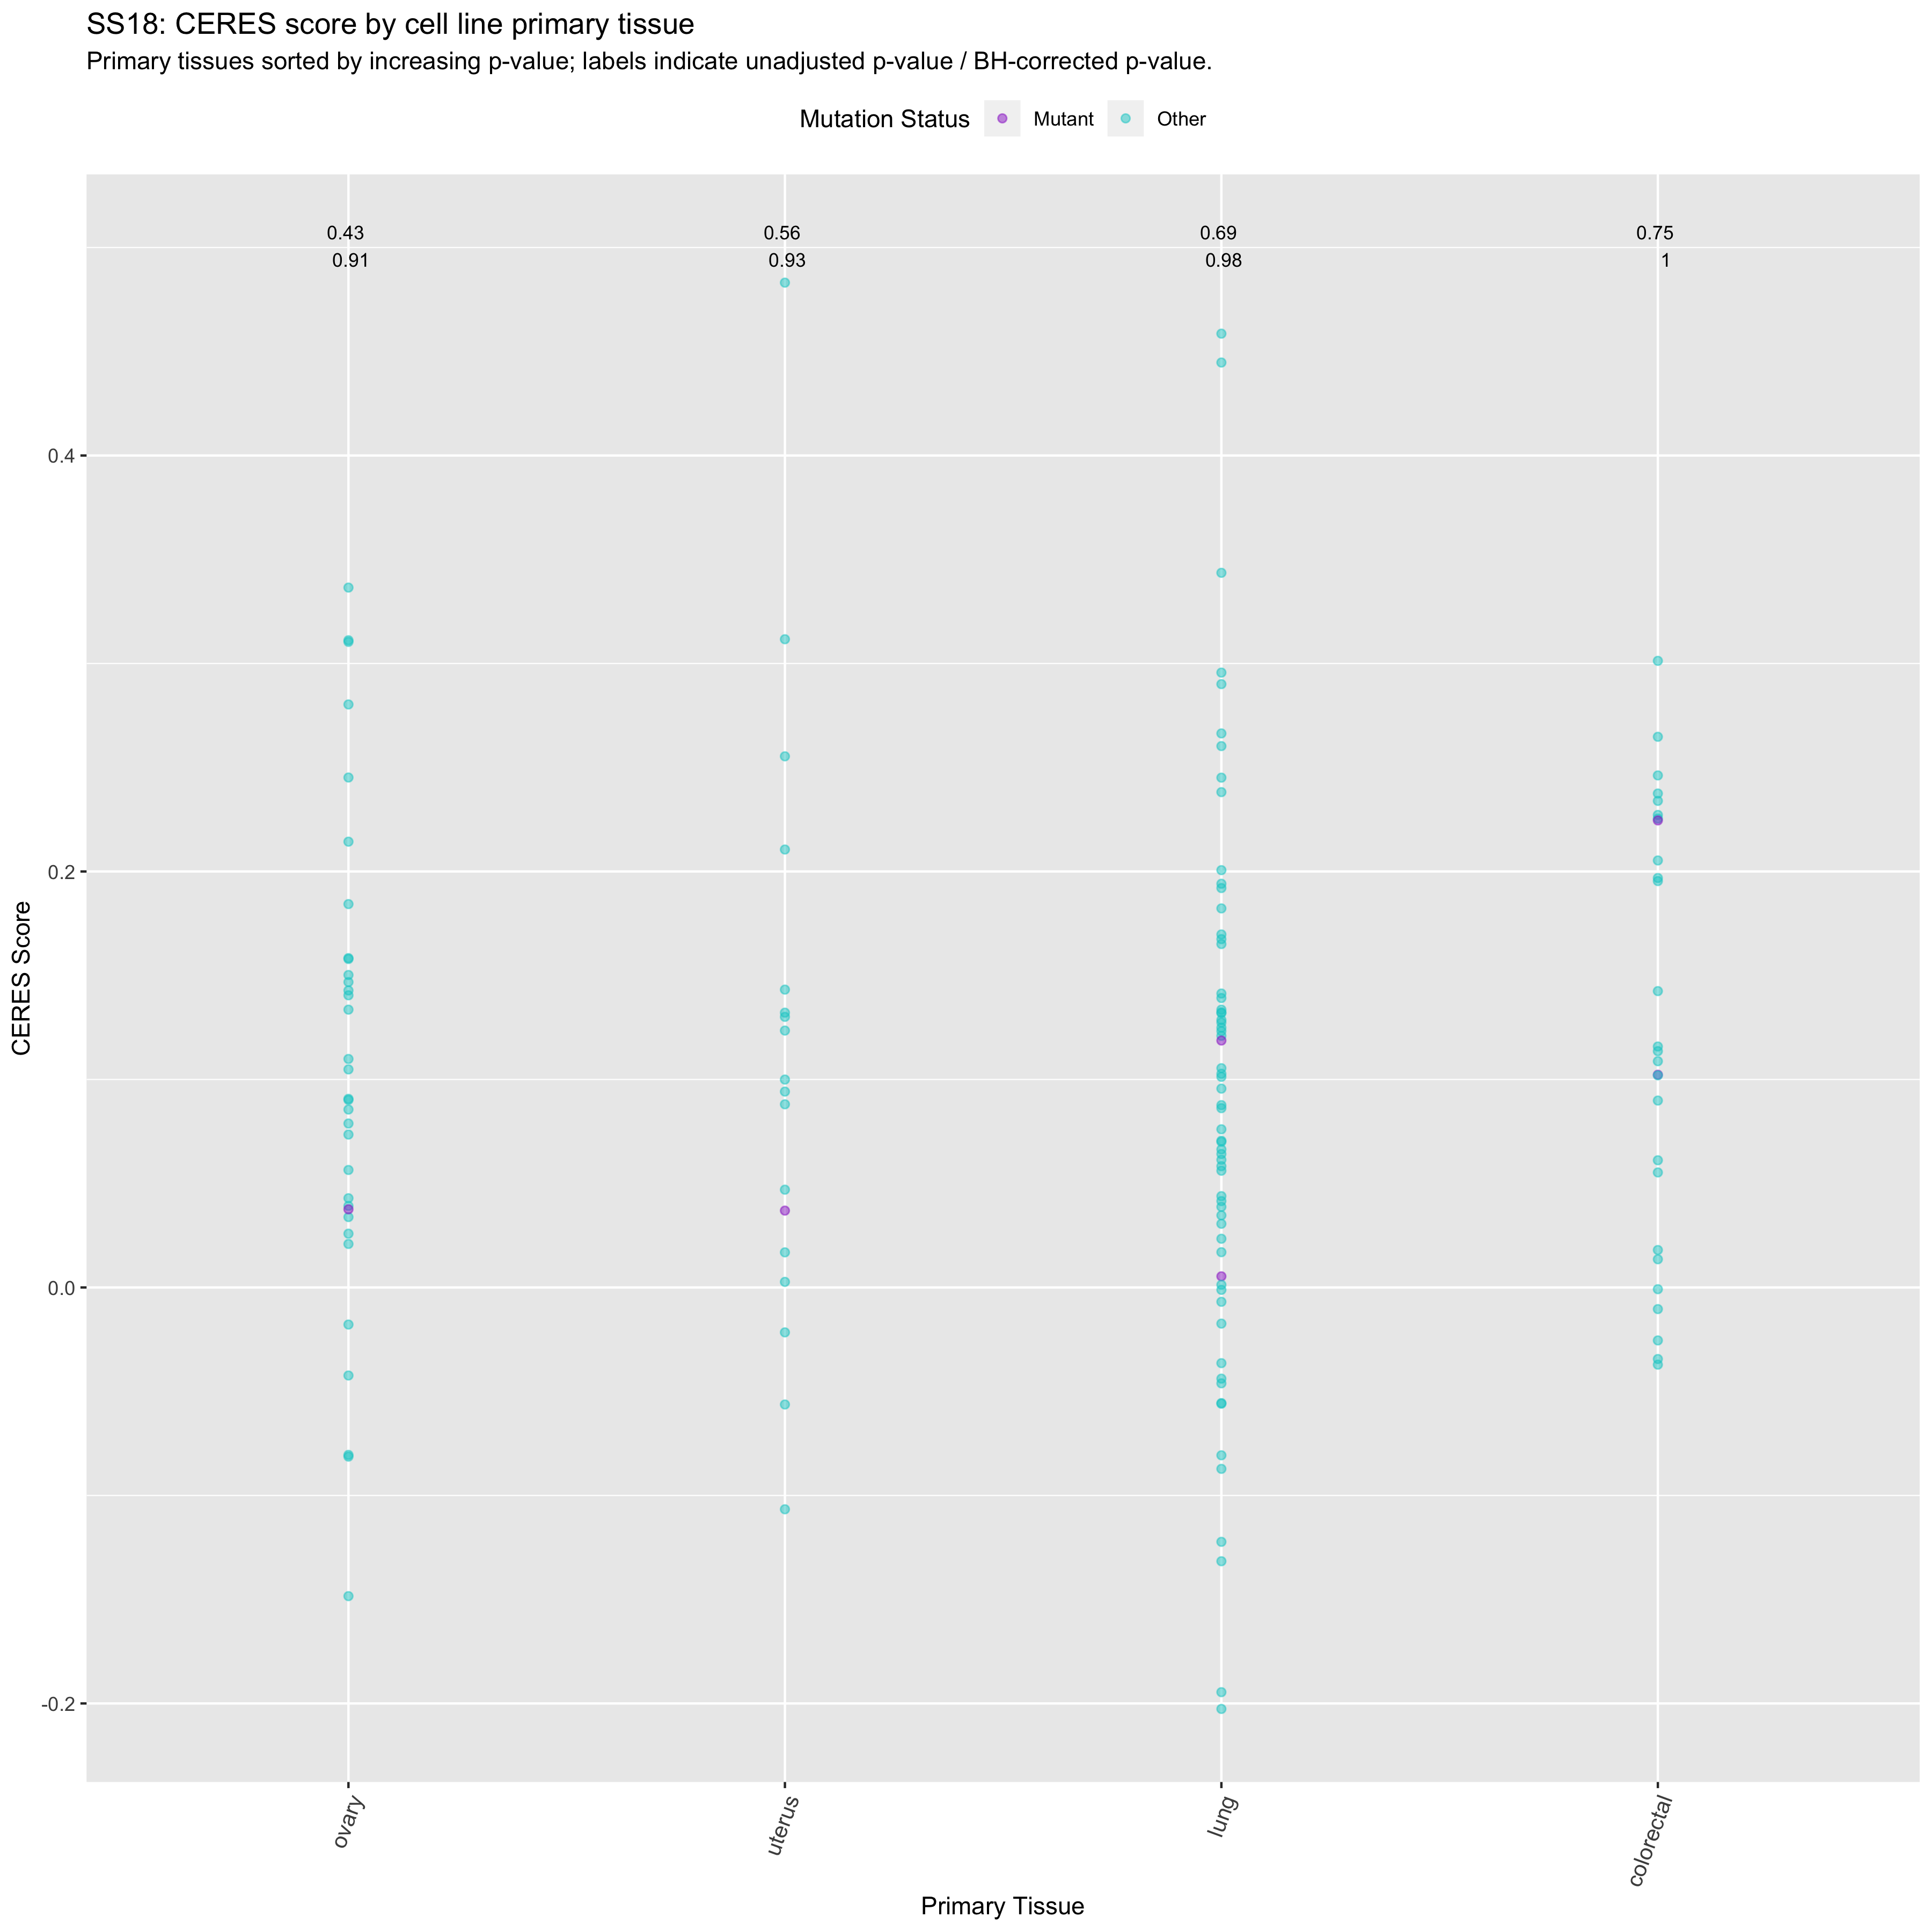 SS18: CERES score by cell line primary tissue
Primary tissues sorted by increasing p-value; labels indicate unadjusted p-value / BH-corrected p-value.
Mutation Status Mutant Other
0.43 0.56 0.69 0.75
0.91 0.93 0.98 1
0.4
0.2
0.0
-0.2
CERES Score
ovary uterus lung colorectal
Primary Tissue